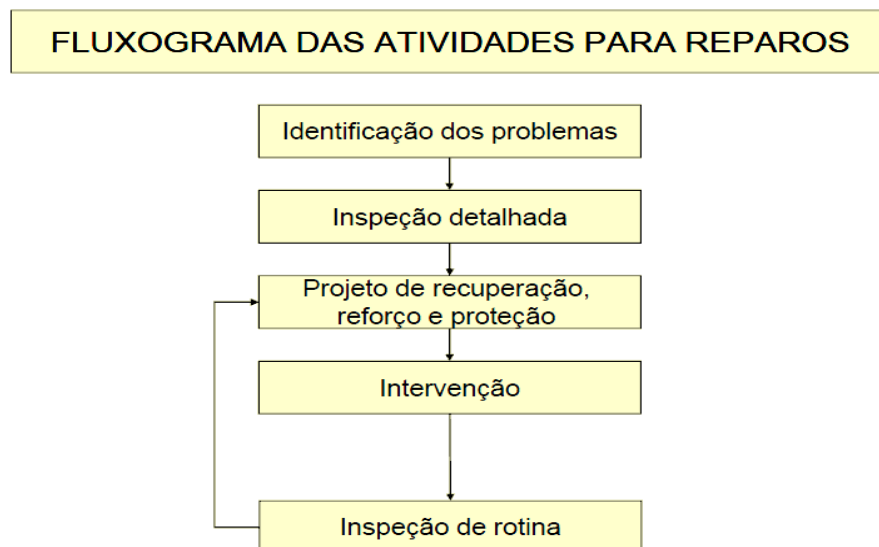 FLUXOGRAMA DAS ATIVIDADES PARA REPAROS
Identificação dos problemas
Inspeção detalhada
Projeto de recuperação,
reforço e proteção
Intervenção
Inspeção de rotina